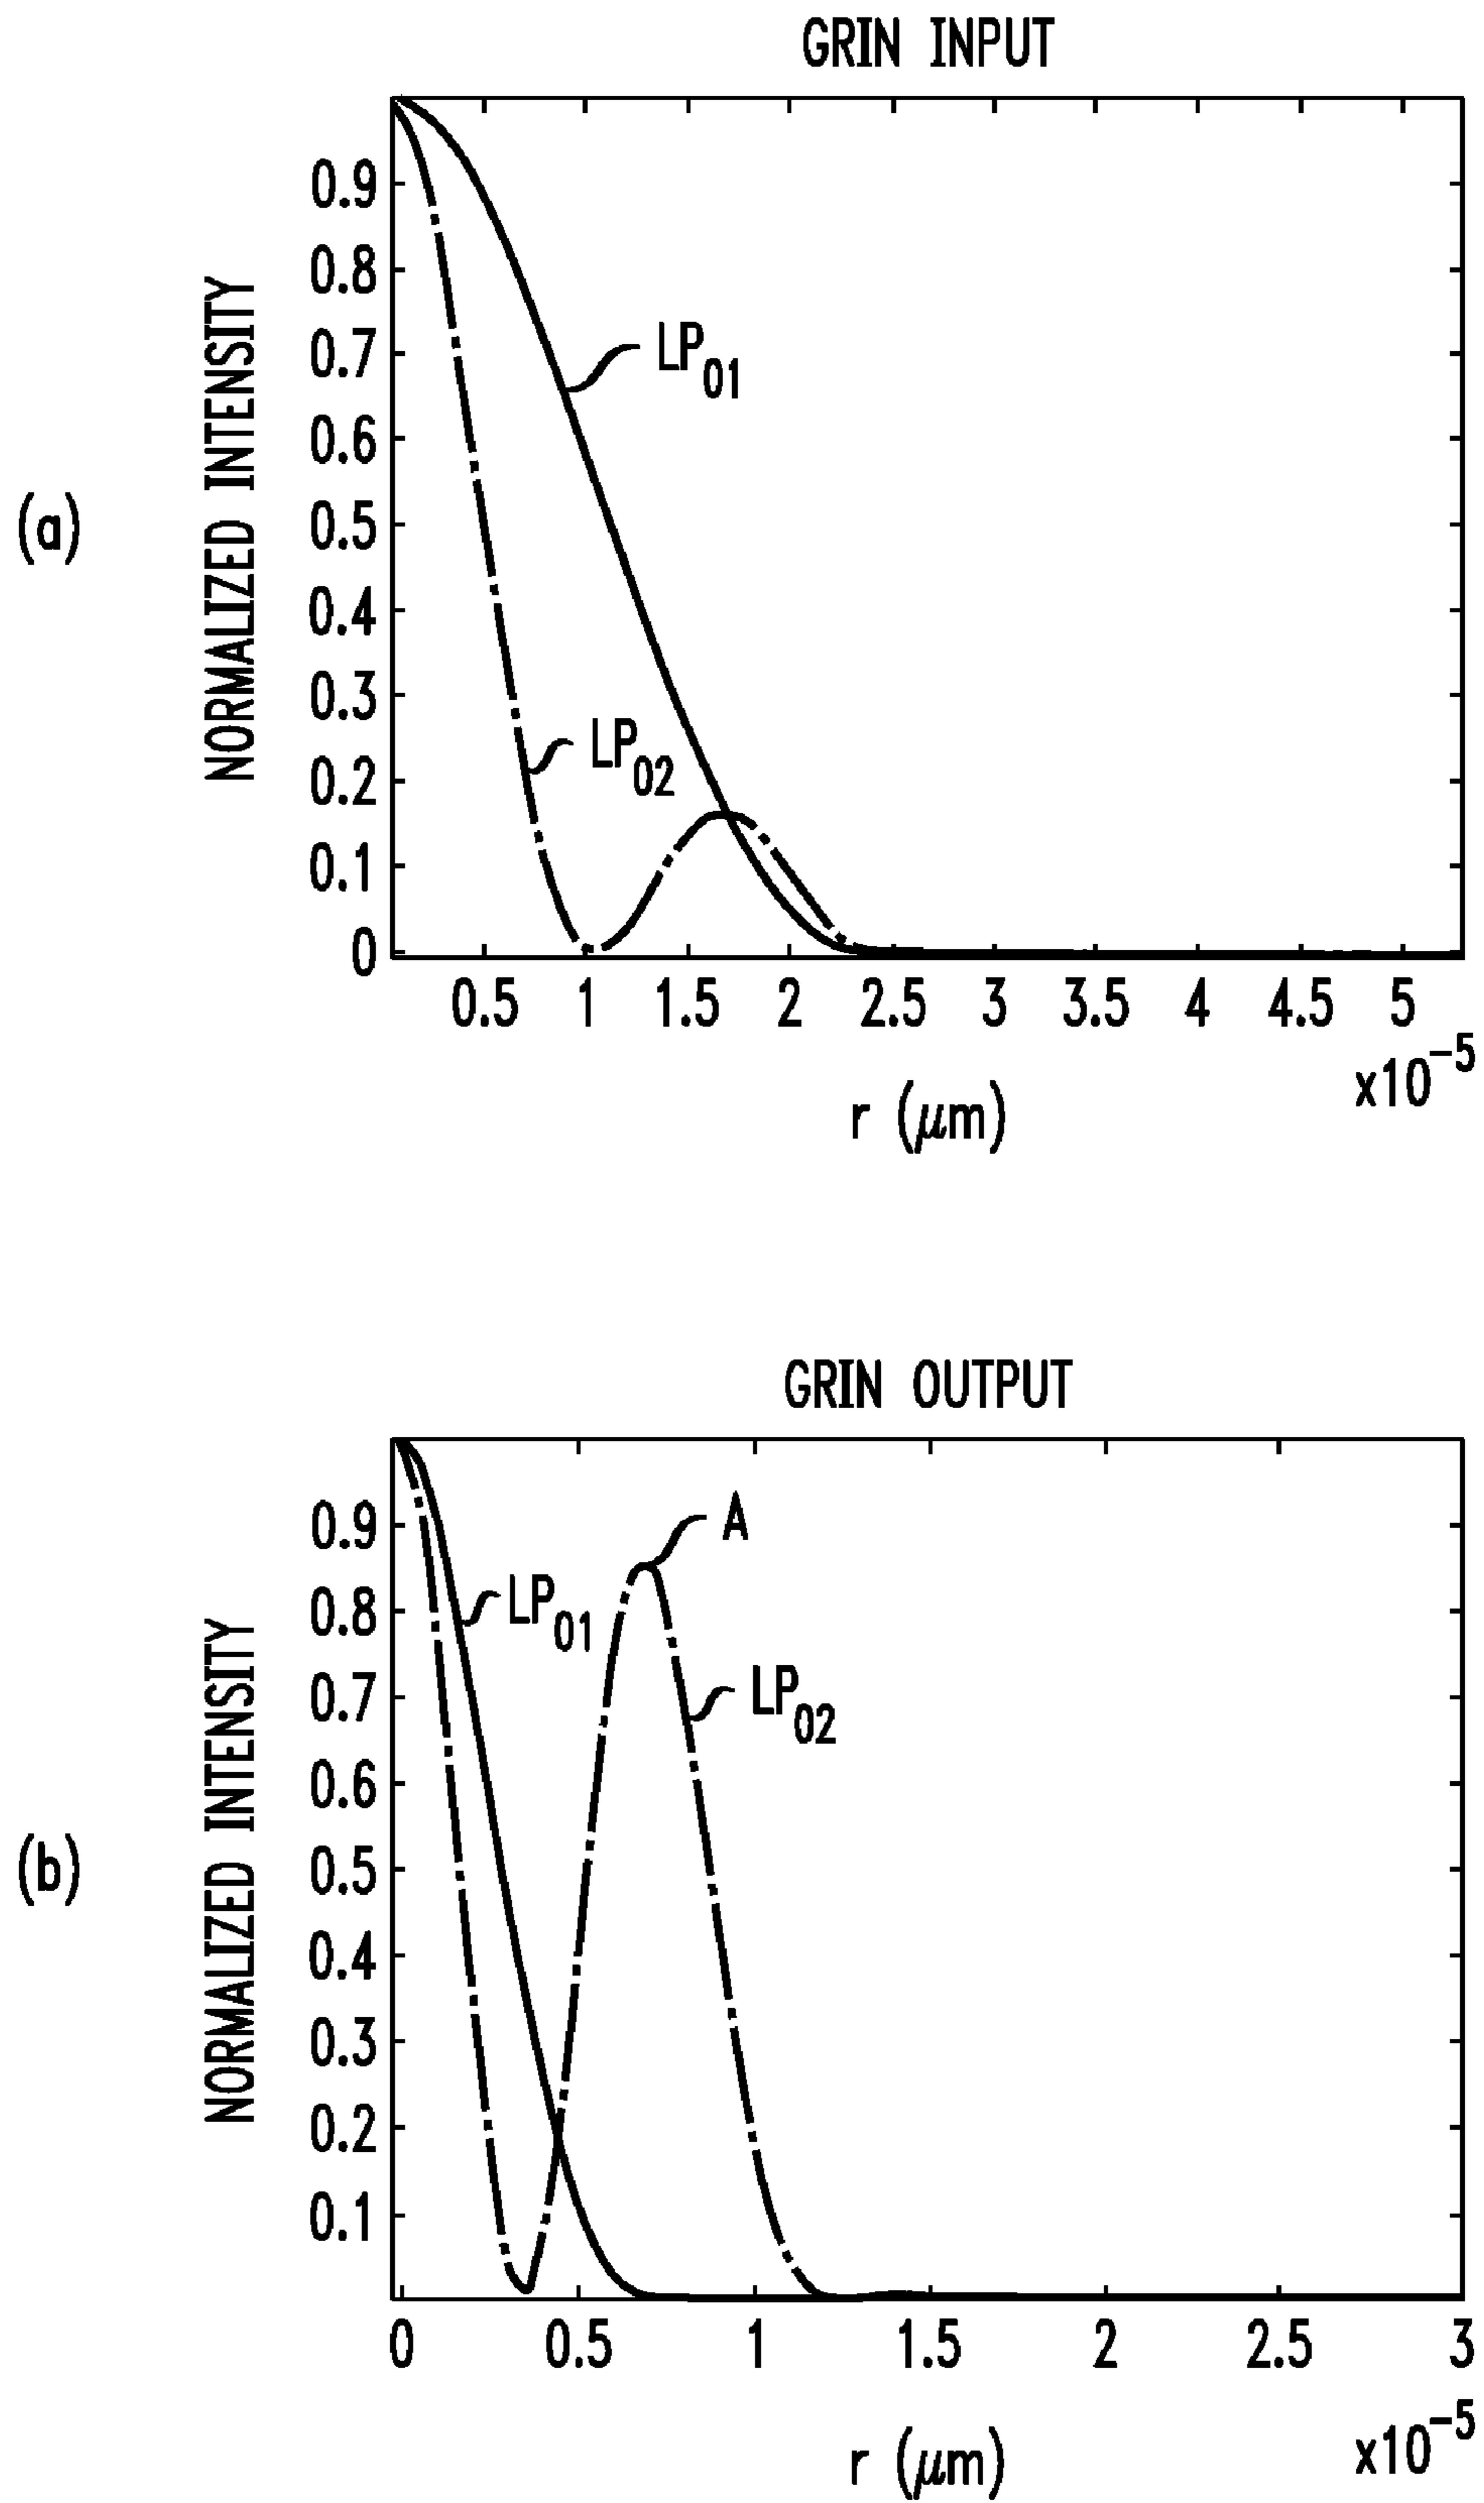 GRIN INPUT
(a)
NORMALIZED INTENSITY
0.9
0.8
0.7
0.6
0.5
0.4
0.3
0.2
0.1
0
LP01
LP02
0.5 1 1.5 2 2.5 3 3.5 4 4.5 5
x10-5
r (μm)
GRIN OUTPUT
(b)
NORMALIZED INTENSITY
0.9
0.8
0.7
0.6
0.5
0.4
0.3
0.2
0.1
A
LP01
LP02
0 0.5 1 1.5 2 2.5 3
x10-5
r (μm)